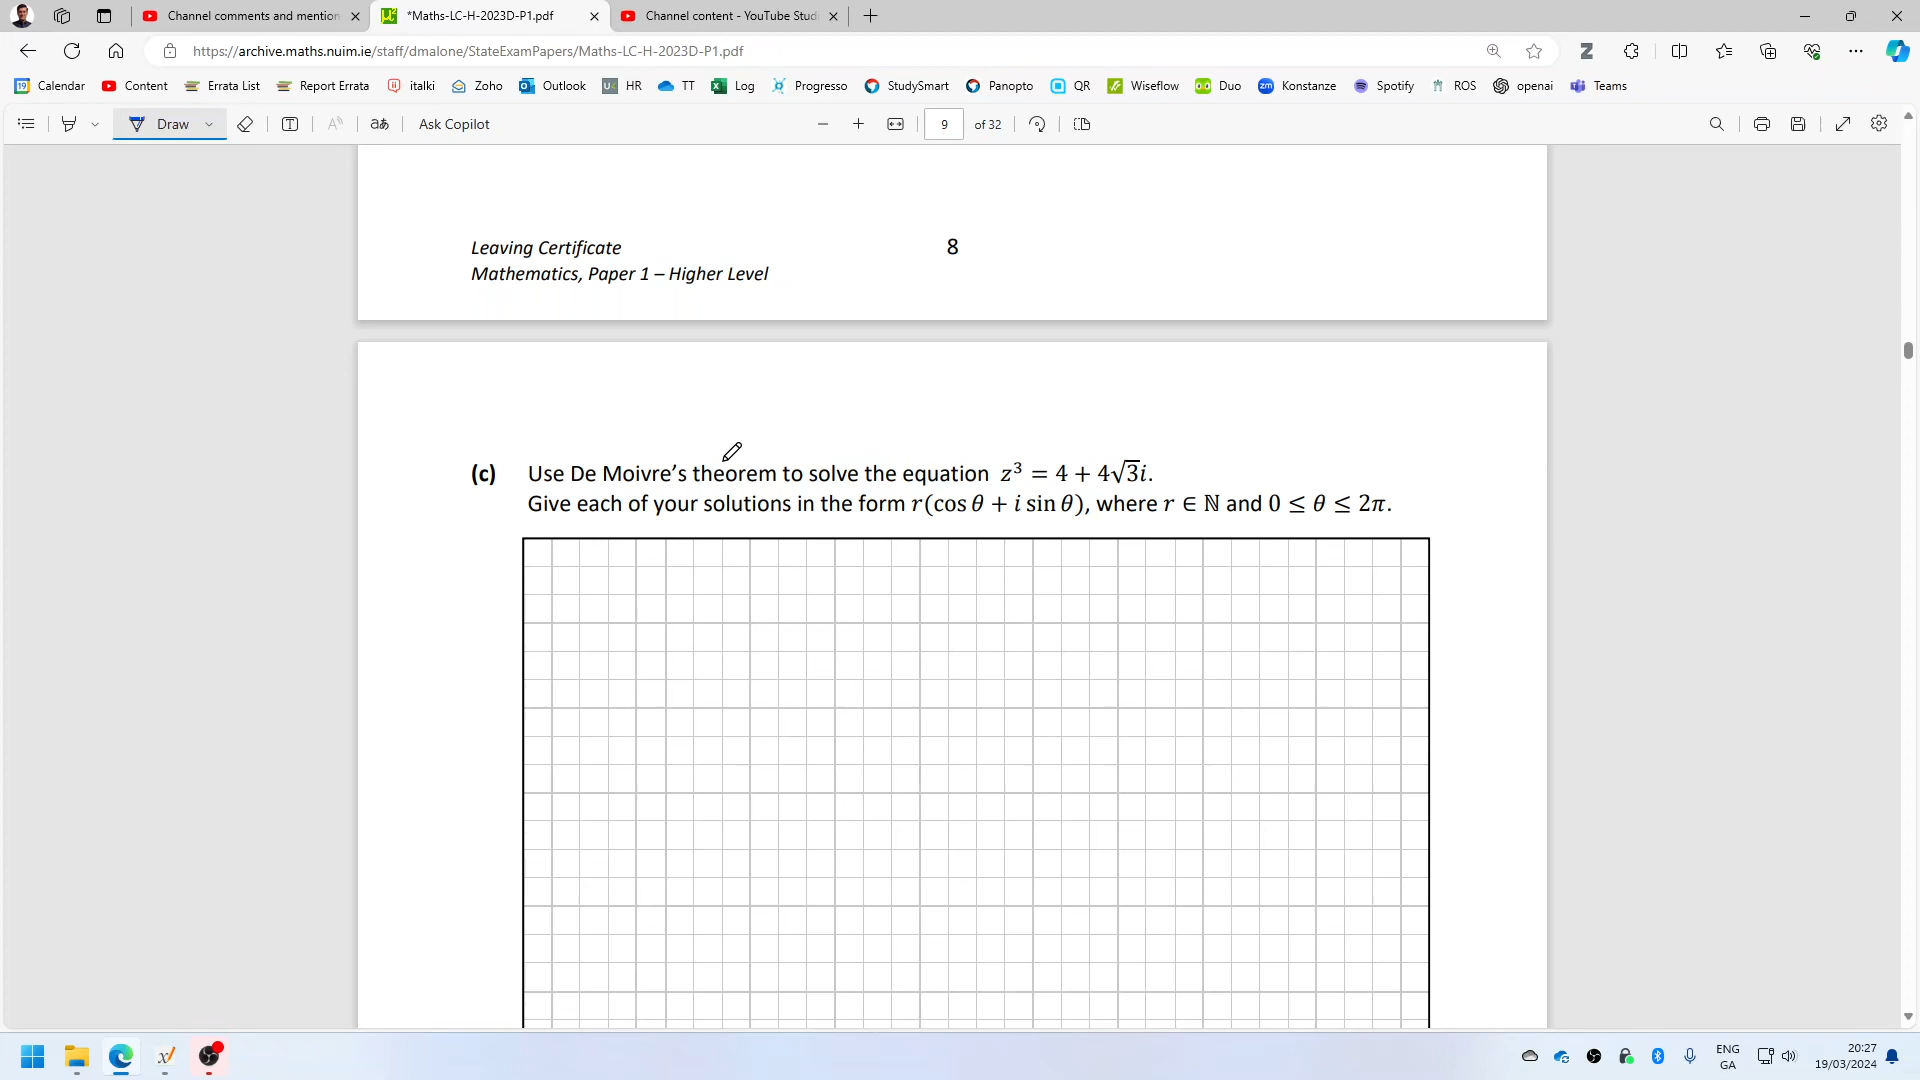 Channel comments and mention
*Maths-LC-H-2023D-P1.pdf
Channel content - YouTube Studi
https://archive.maths.nuim.ie/staff/dmalone/StateExamPapers/Maths-LC-H-2023D-P1.pdf
Calendar Content Errata List Report Errata italki Zoho Outlook HR TT Log Progresso StudySmart Panopto QR Wiseflow Duo Konstanze Spotify ROS openai Teams
Draw Ask Copilot 9 of 32
Leaving Certificate 8
Mathematics, Paper 1 – Higher Level
(c) Use De Moivre’s theorem to solve the equation z³ = 4 + 4√3i.
Give each of your solutions in the form r(cos θ + i sin θ), where r ∈ ℕ and 0 ≤ θ ≤ 2π.
ENG 20:27
GA 19/03/2024